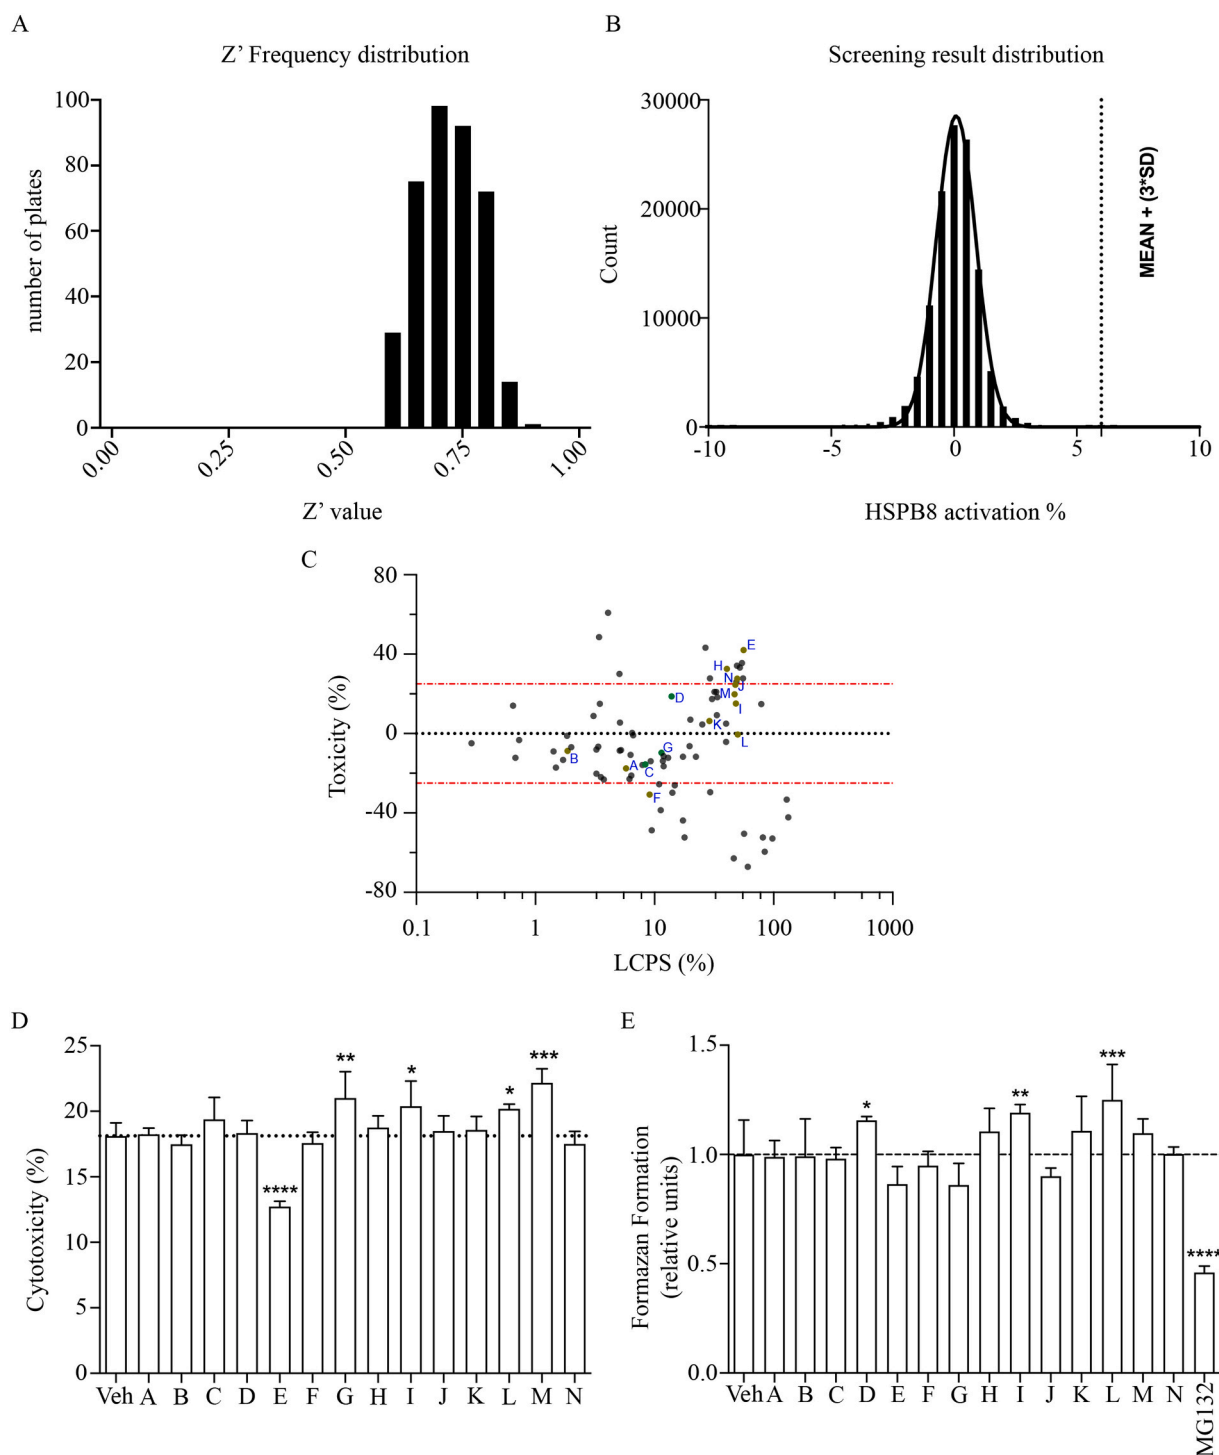 A
B
Z’ Frequency distribution
Screening result distribution
100
80
60
40
20
0
number of plates
0.00
0.25
0.50
0.75
1.00
Z’ value
30000
20000
10000
0
Count
MEAN + (3*SD)
-10
-5
0
5
10
HSPB8 activation %
C
80
40
0
-40
-80
Toxicity (%)
E
H
N
J
D
M
I
K
L
G
B
A
C
F
0.1
1
10
100
1000
LCPS (%)
D
E
25
20
15
10
5
0
Cytotoxicity (%)
****
**
*
*
***
Veh A B C D E F G H I J K L M N
1.5
1.0
0.5
0.0
Formazan Formation
(relative units)
*
**
***
****
Veh A B C D E F G H I J K L M N MG132